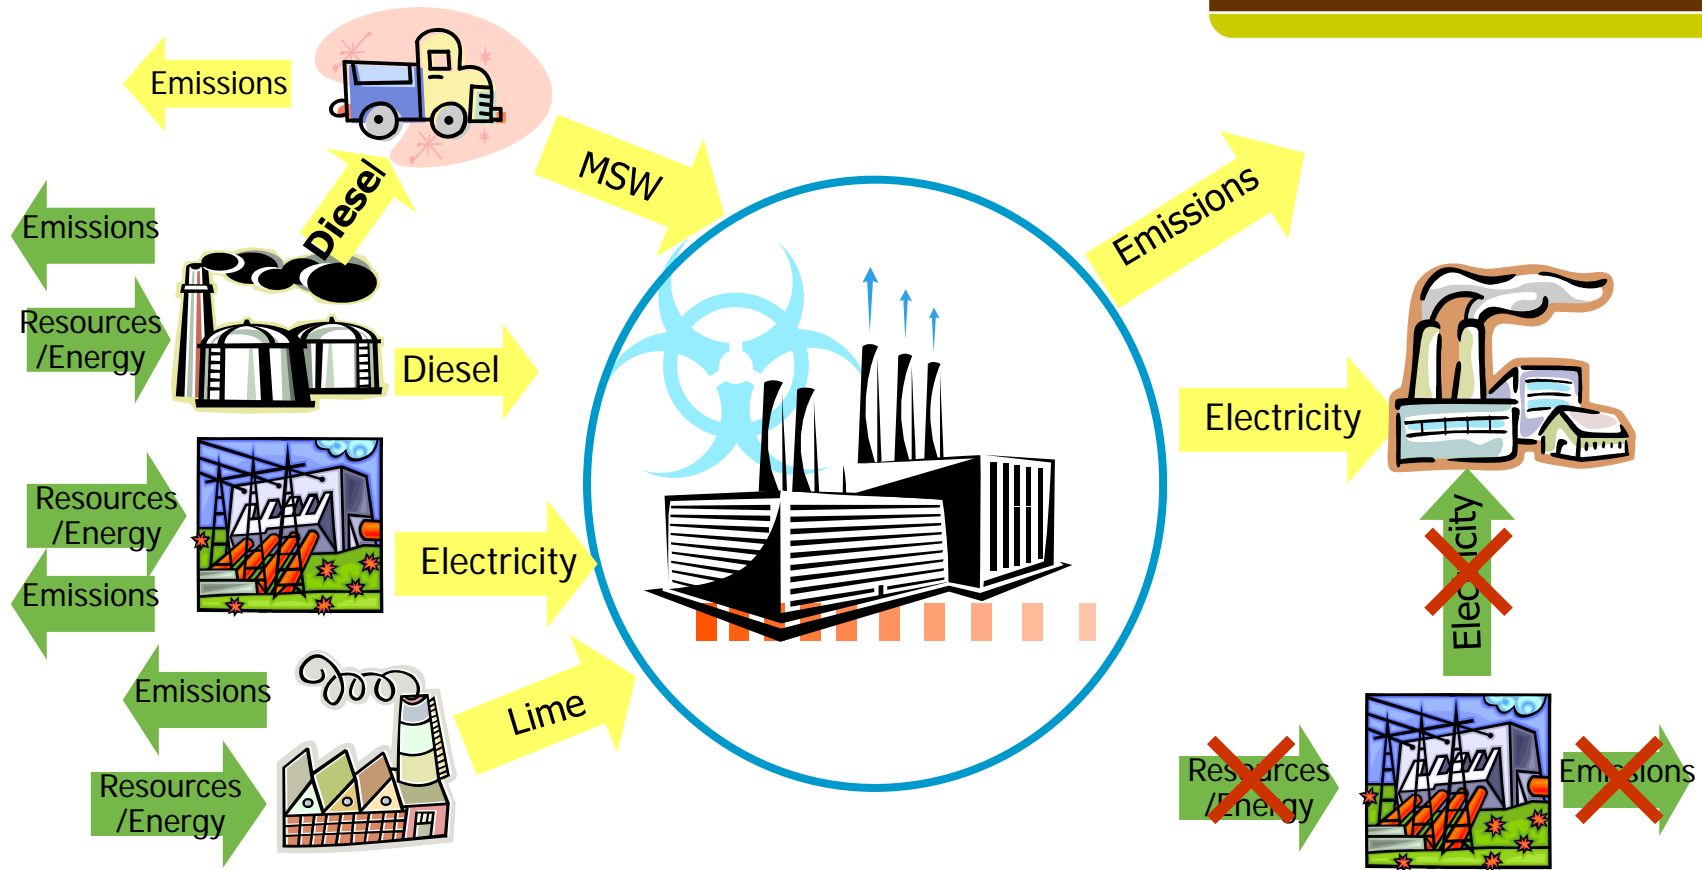 Emissions
MSW
Diesel
Emissions
Resources
/Energy
Diesel
Resources
/Energy
Electricity
Emissions
Emissions
Lime
Resources
/Energy
Emissions
Electricity
Electricity
Resources
/Energy
Emissions